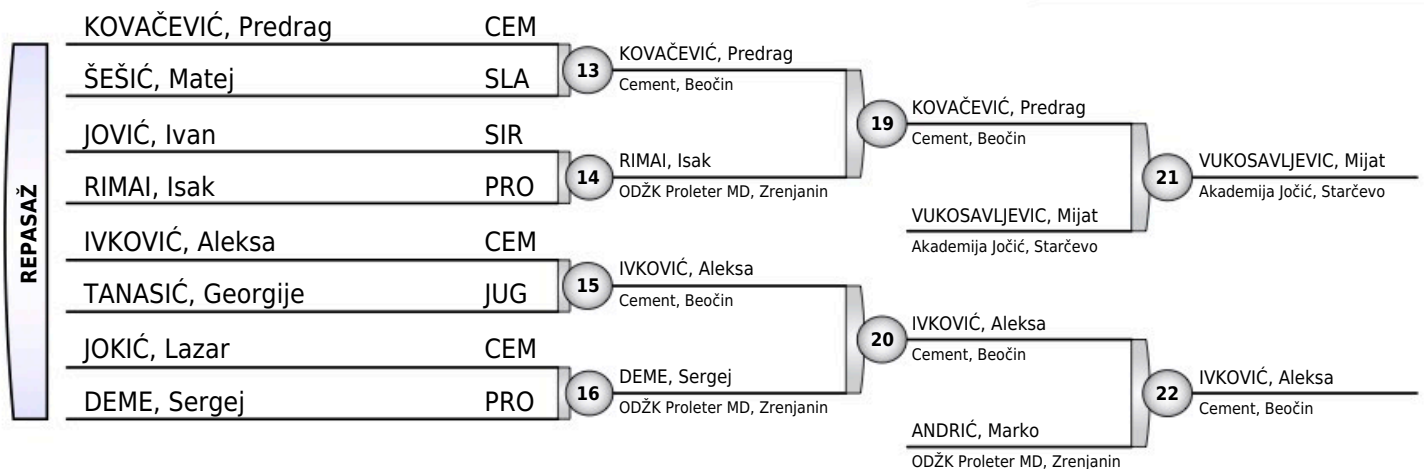 REPASAŽ
KOVAČEVIĆ, Predrag CEM
ŠEŠIĆ, Matej SLA
JOVIĆ, Ivan SIR
RIMAI, Isak PRO
IVKOVIĆ, Aleksa CEM
TANASIĆ, Georgije JUG
JOKIĆ, Lazar CEM
DEME, Sergej PRO
13
KOVAČEVIĆ, Predrag
Cement, Beočin
14
RIMAI, Isak
ODŽK Proleter MD, Zrenjanin
15
IVKOVIĆ, Aleksa
Cement, Beočin
16
DEME, Sergej
ODŽK Proleter MD, Zrenjanin
19
KOVAČEVIĆ, Predrag
Cement, Beočin
VUKOSAVLJEVIC, Mijat
Akademija Jočić, Starčevo
20
IVKOVIĆ, Aleksa
Cement, Beočin
ANDRIĆ, Marko
ODŽK Proleter MD, Zrenjanin
21
VUKOSAVLJEVIC, Mijat
Akademija Jočić, Starčevo
22
IVKOVIĆ, Aleksa
Cement, Beočin